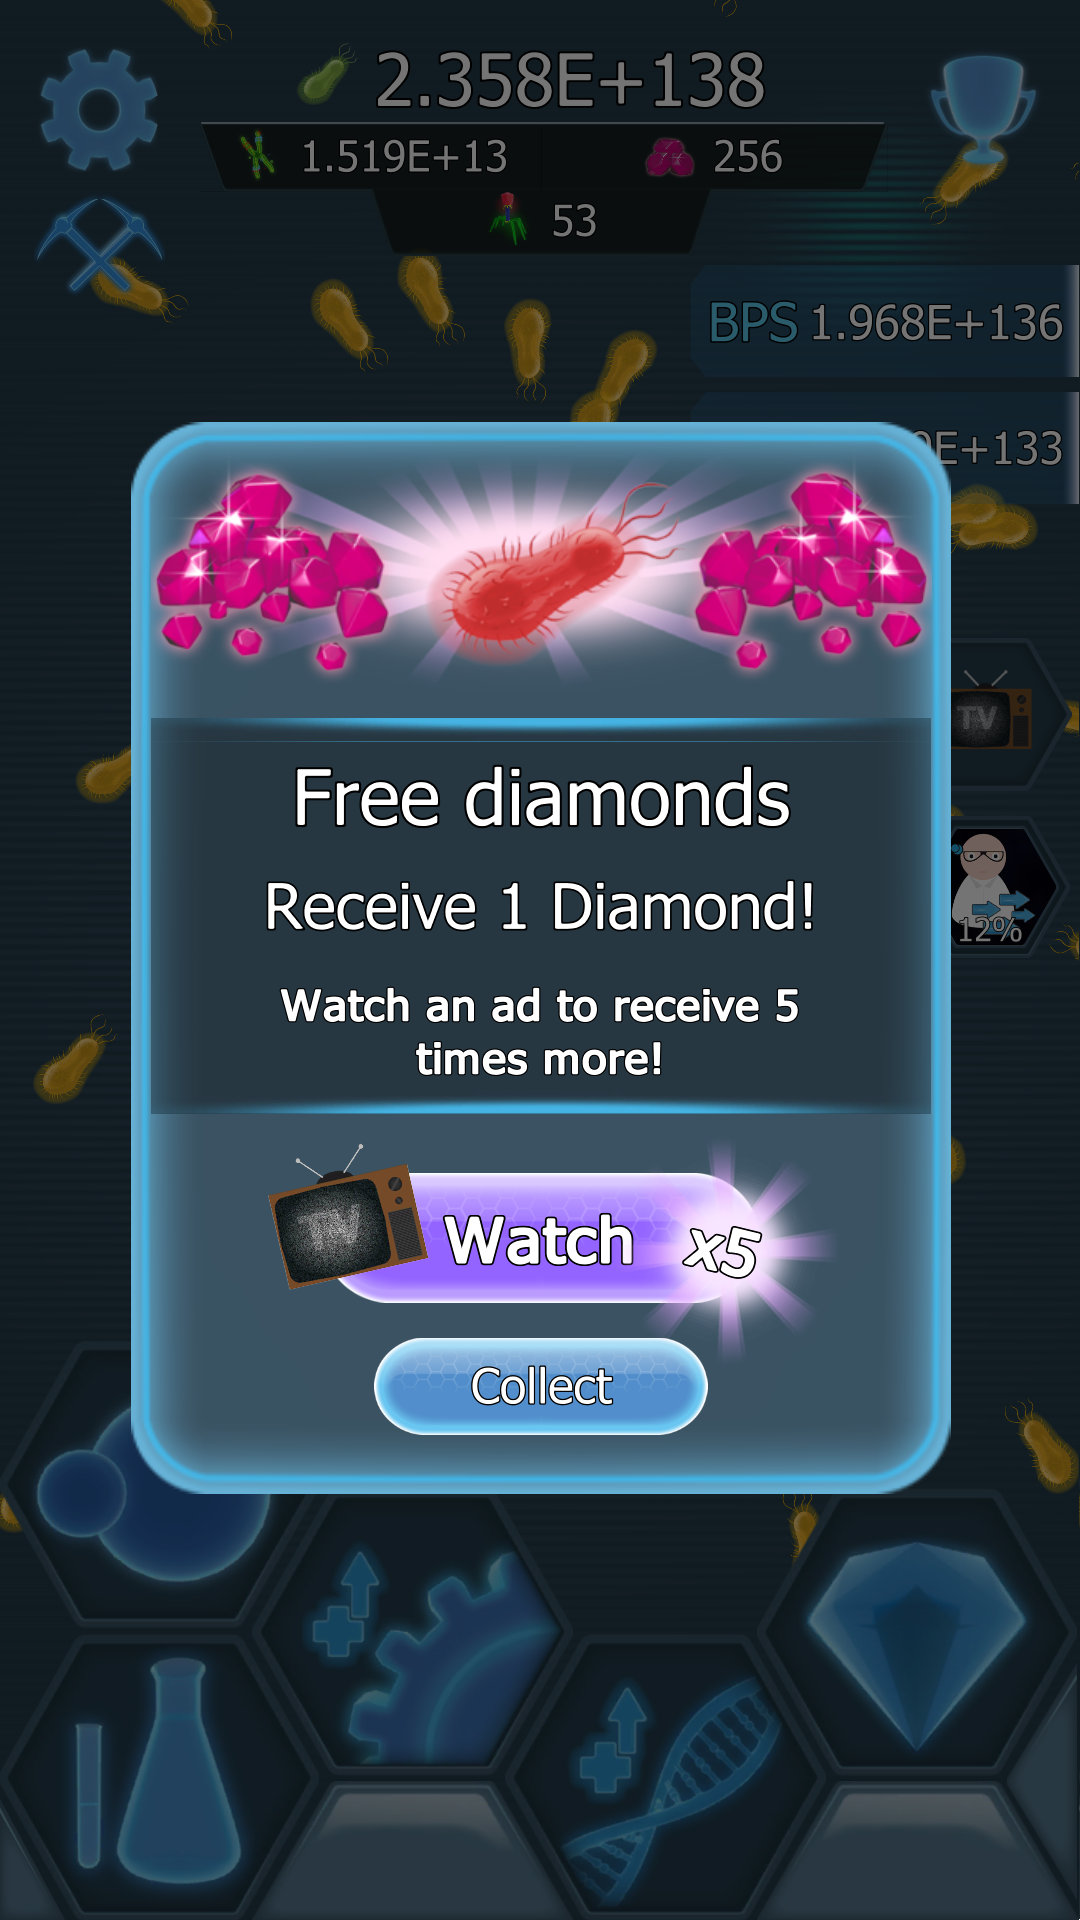 2.358E+138
1.519E+13
256
53
BPS 1.968E+136
E+133
TV
12%
Free diamonds
Receive 1 Diamond!
Watch an ad to receive 5
times more!
TV
Watch x5
Collect